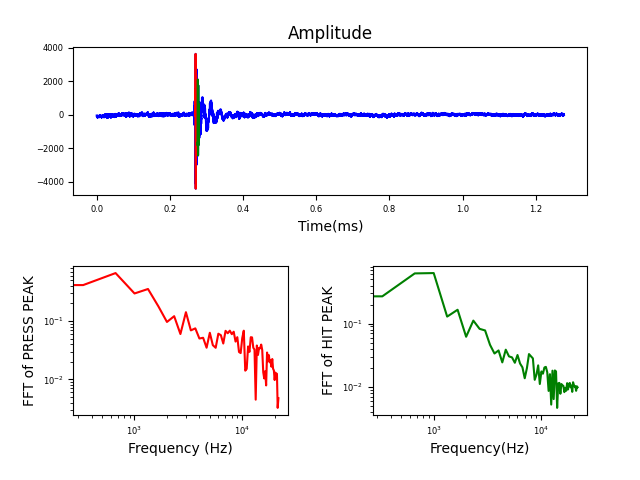 Amplitude
4000
2000
0
−2000
−4000
0.0 0.2 0.4 0.6 0.8 1.0 1.2
Time(ms)
FFT of PRESS PEAK
10⁻¹
10⁻²
10³ 10⁴
Frequency (Hz)
FFT of HIT PEAK
10⁻¹
10⁻²
10³ 10⁴
Frequency(Hz)